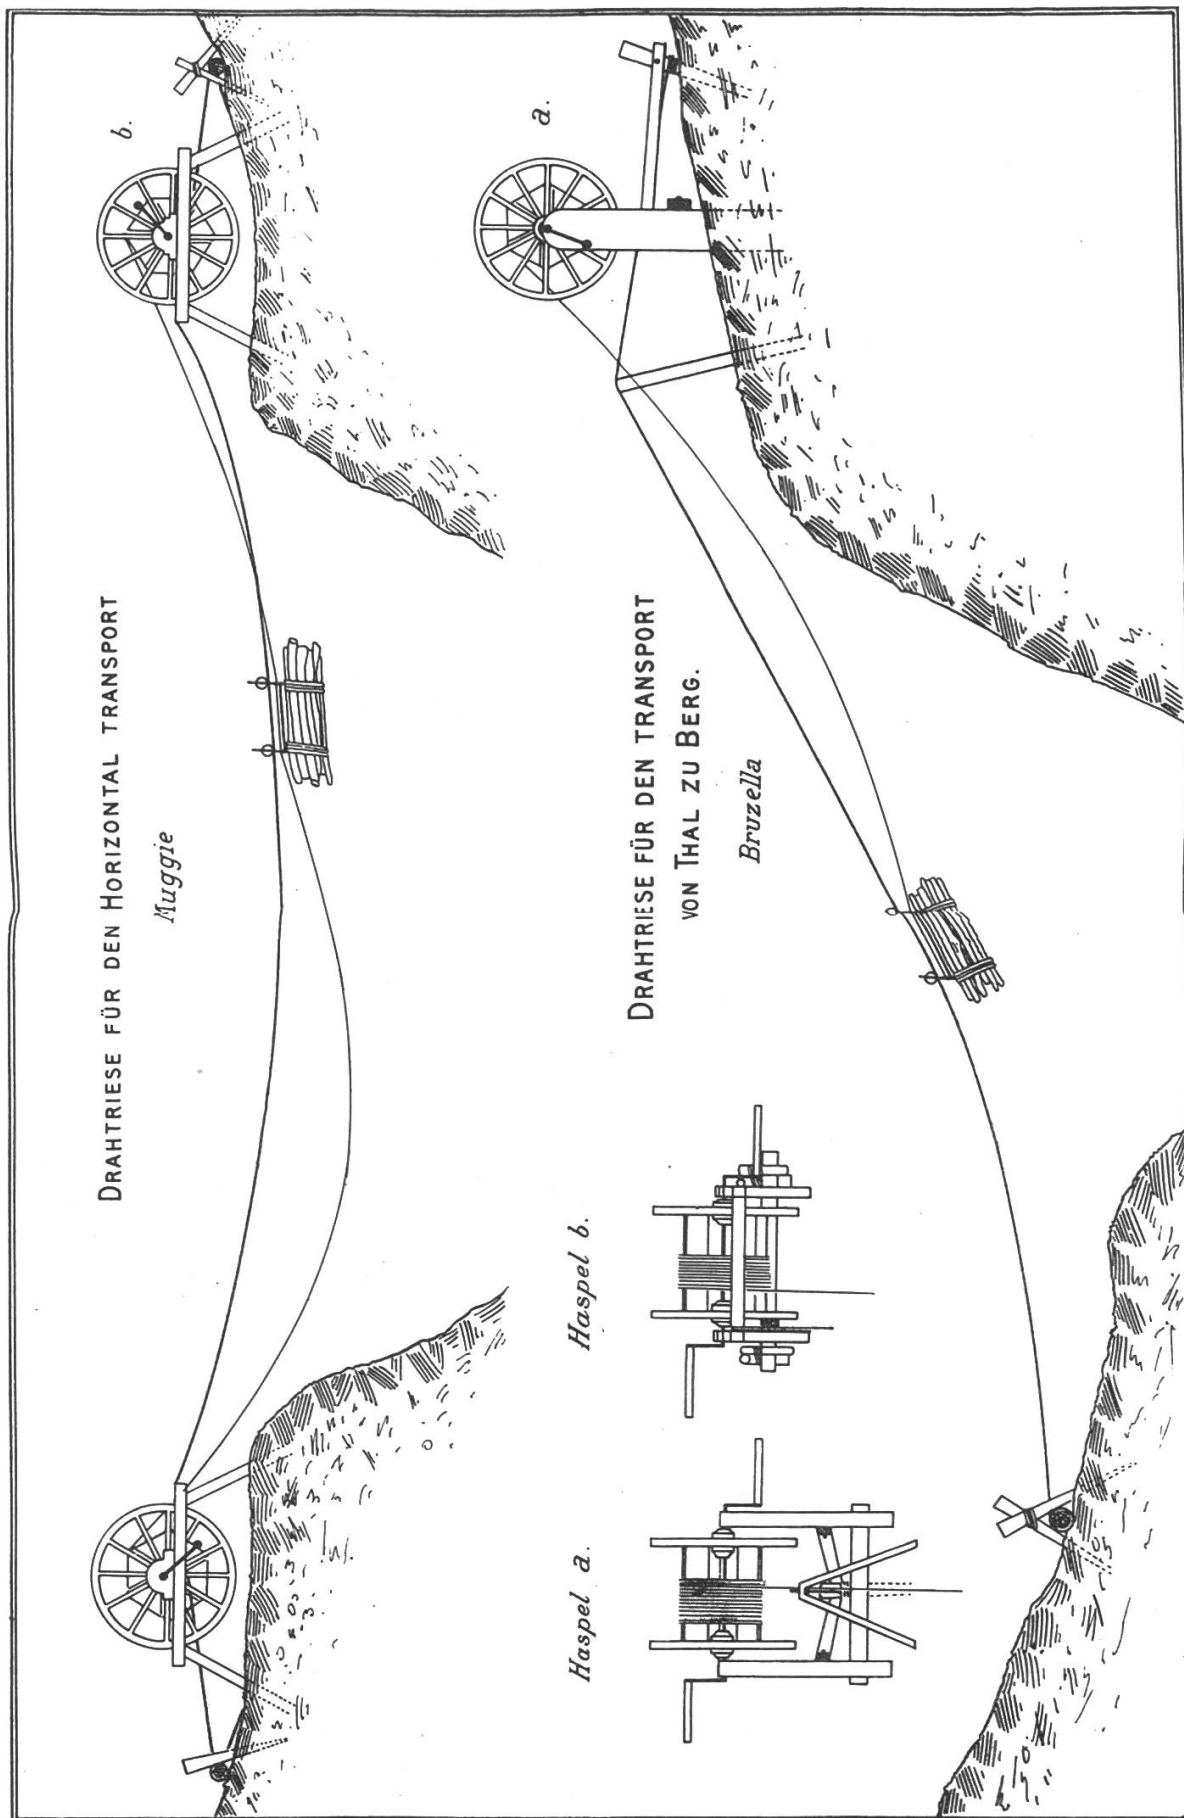 DRAHTRIESE FÜR DEN HORIZONTAL TRANSPORT
Muggie
b.
DRAHTRIESE FÜR DEN TRANSPORT
VON THAL ZU BERG.
Bruzella
a.
Haspel a.
Haspel b.